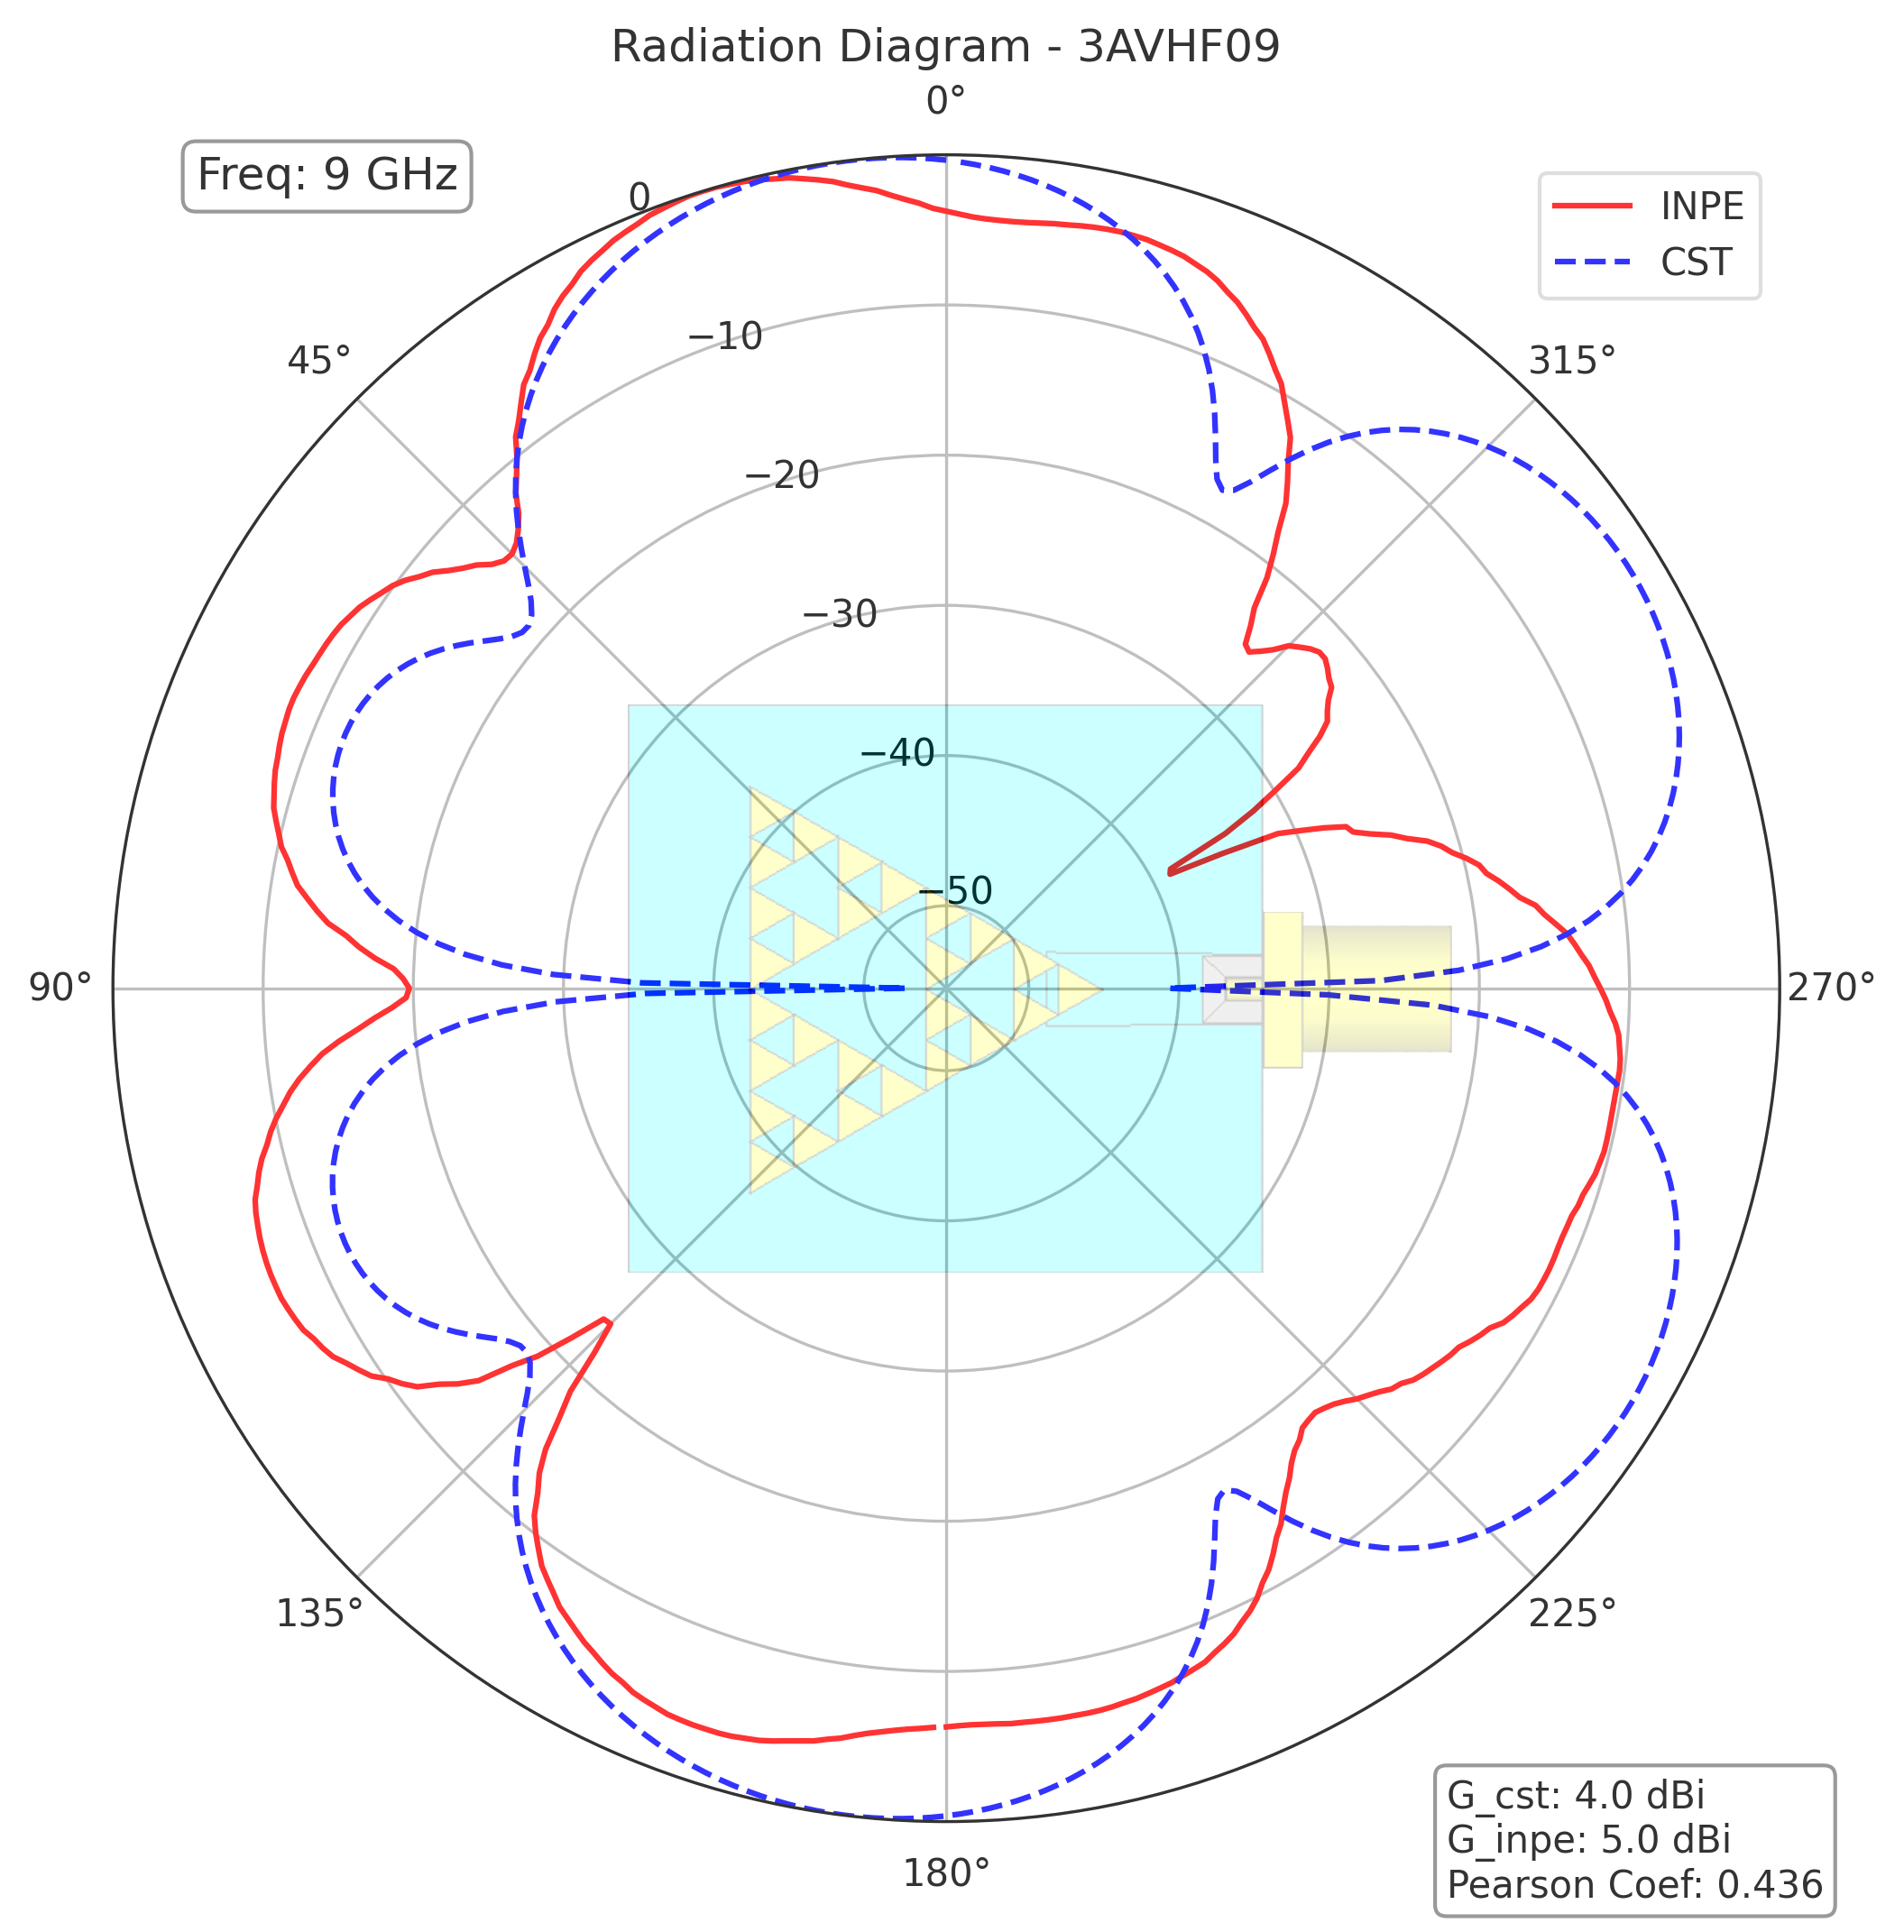 Radiation Diagram - 3AVHF09
0°
Freq: 9 GHz
0
INPE
CST
45°
315°
−10
−20
−30
−40
−50
90°
270°
135°
225°
180°
G_cst: 4.0 dBi
G_inpe: 5.0 dBi
Pearson Coef: 0.436